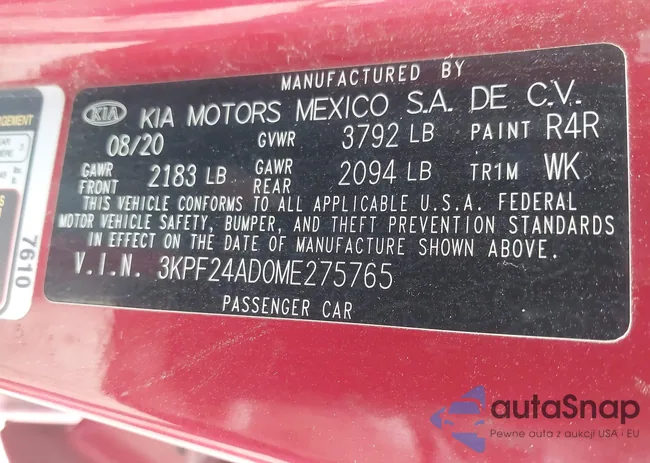 MANUFACTURED BY
KIA KIA MOTORS MEXICO S.A. DE C.V.
08/20 GVWR 3792 LB PAINT R4R
GAWR FRONT 2183 LB GAWR REAR 2094 LB TRIM WK
THIS VEHICLE CONFORMS TO ALL APPLICABLE U.S.A. FEDERAL
MOTOR VEHICLE SAFETY, BUMPER, AND THEFT PREVENTION STANDARDS
IN EFFECT ON THE DATE OF MANUFACTURE SHOWN ABOVE.
V.I.N. 3KPF24AD0ME275765
PASSENGER CAR
7610
autaSnap
Pewne auta z aukcji USA i EU